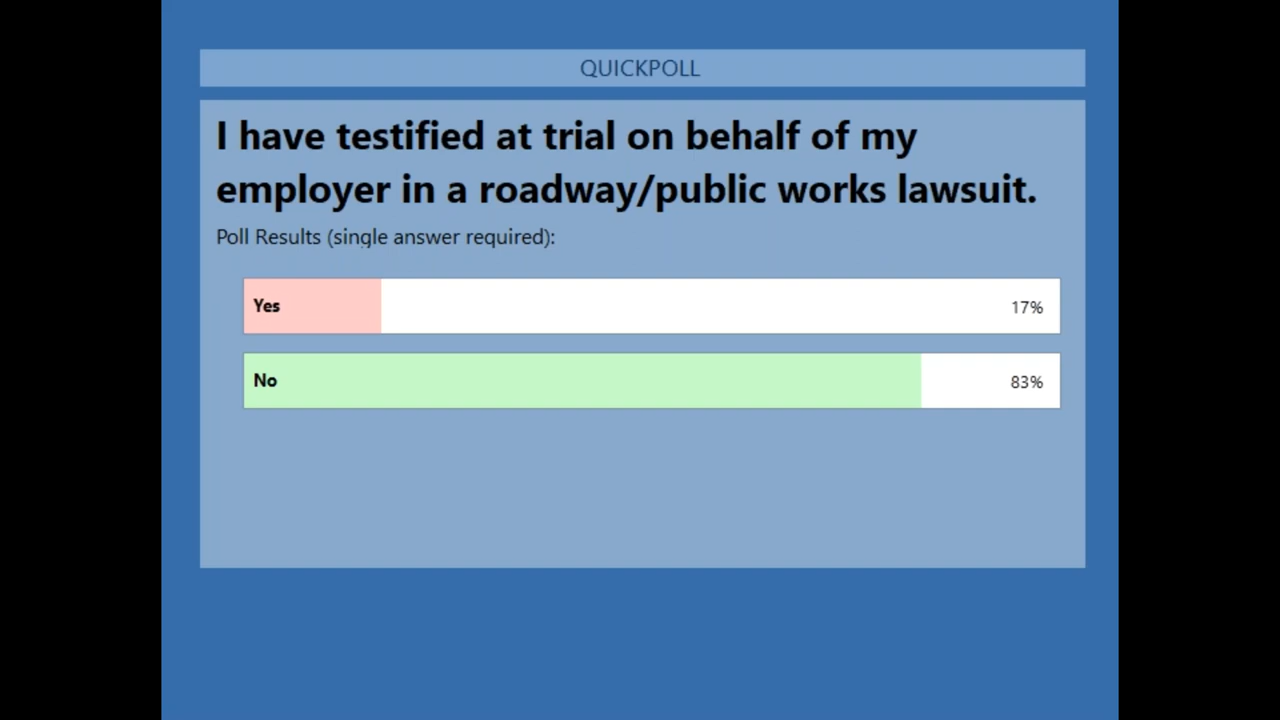 QUICKPOLL
I have testified at trial on behalf of my
employer in a roadway/public works lawsuit.
Poll Results (single answer required):
Yes 17%
No 83%